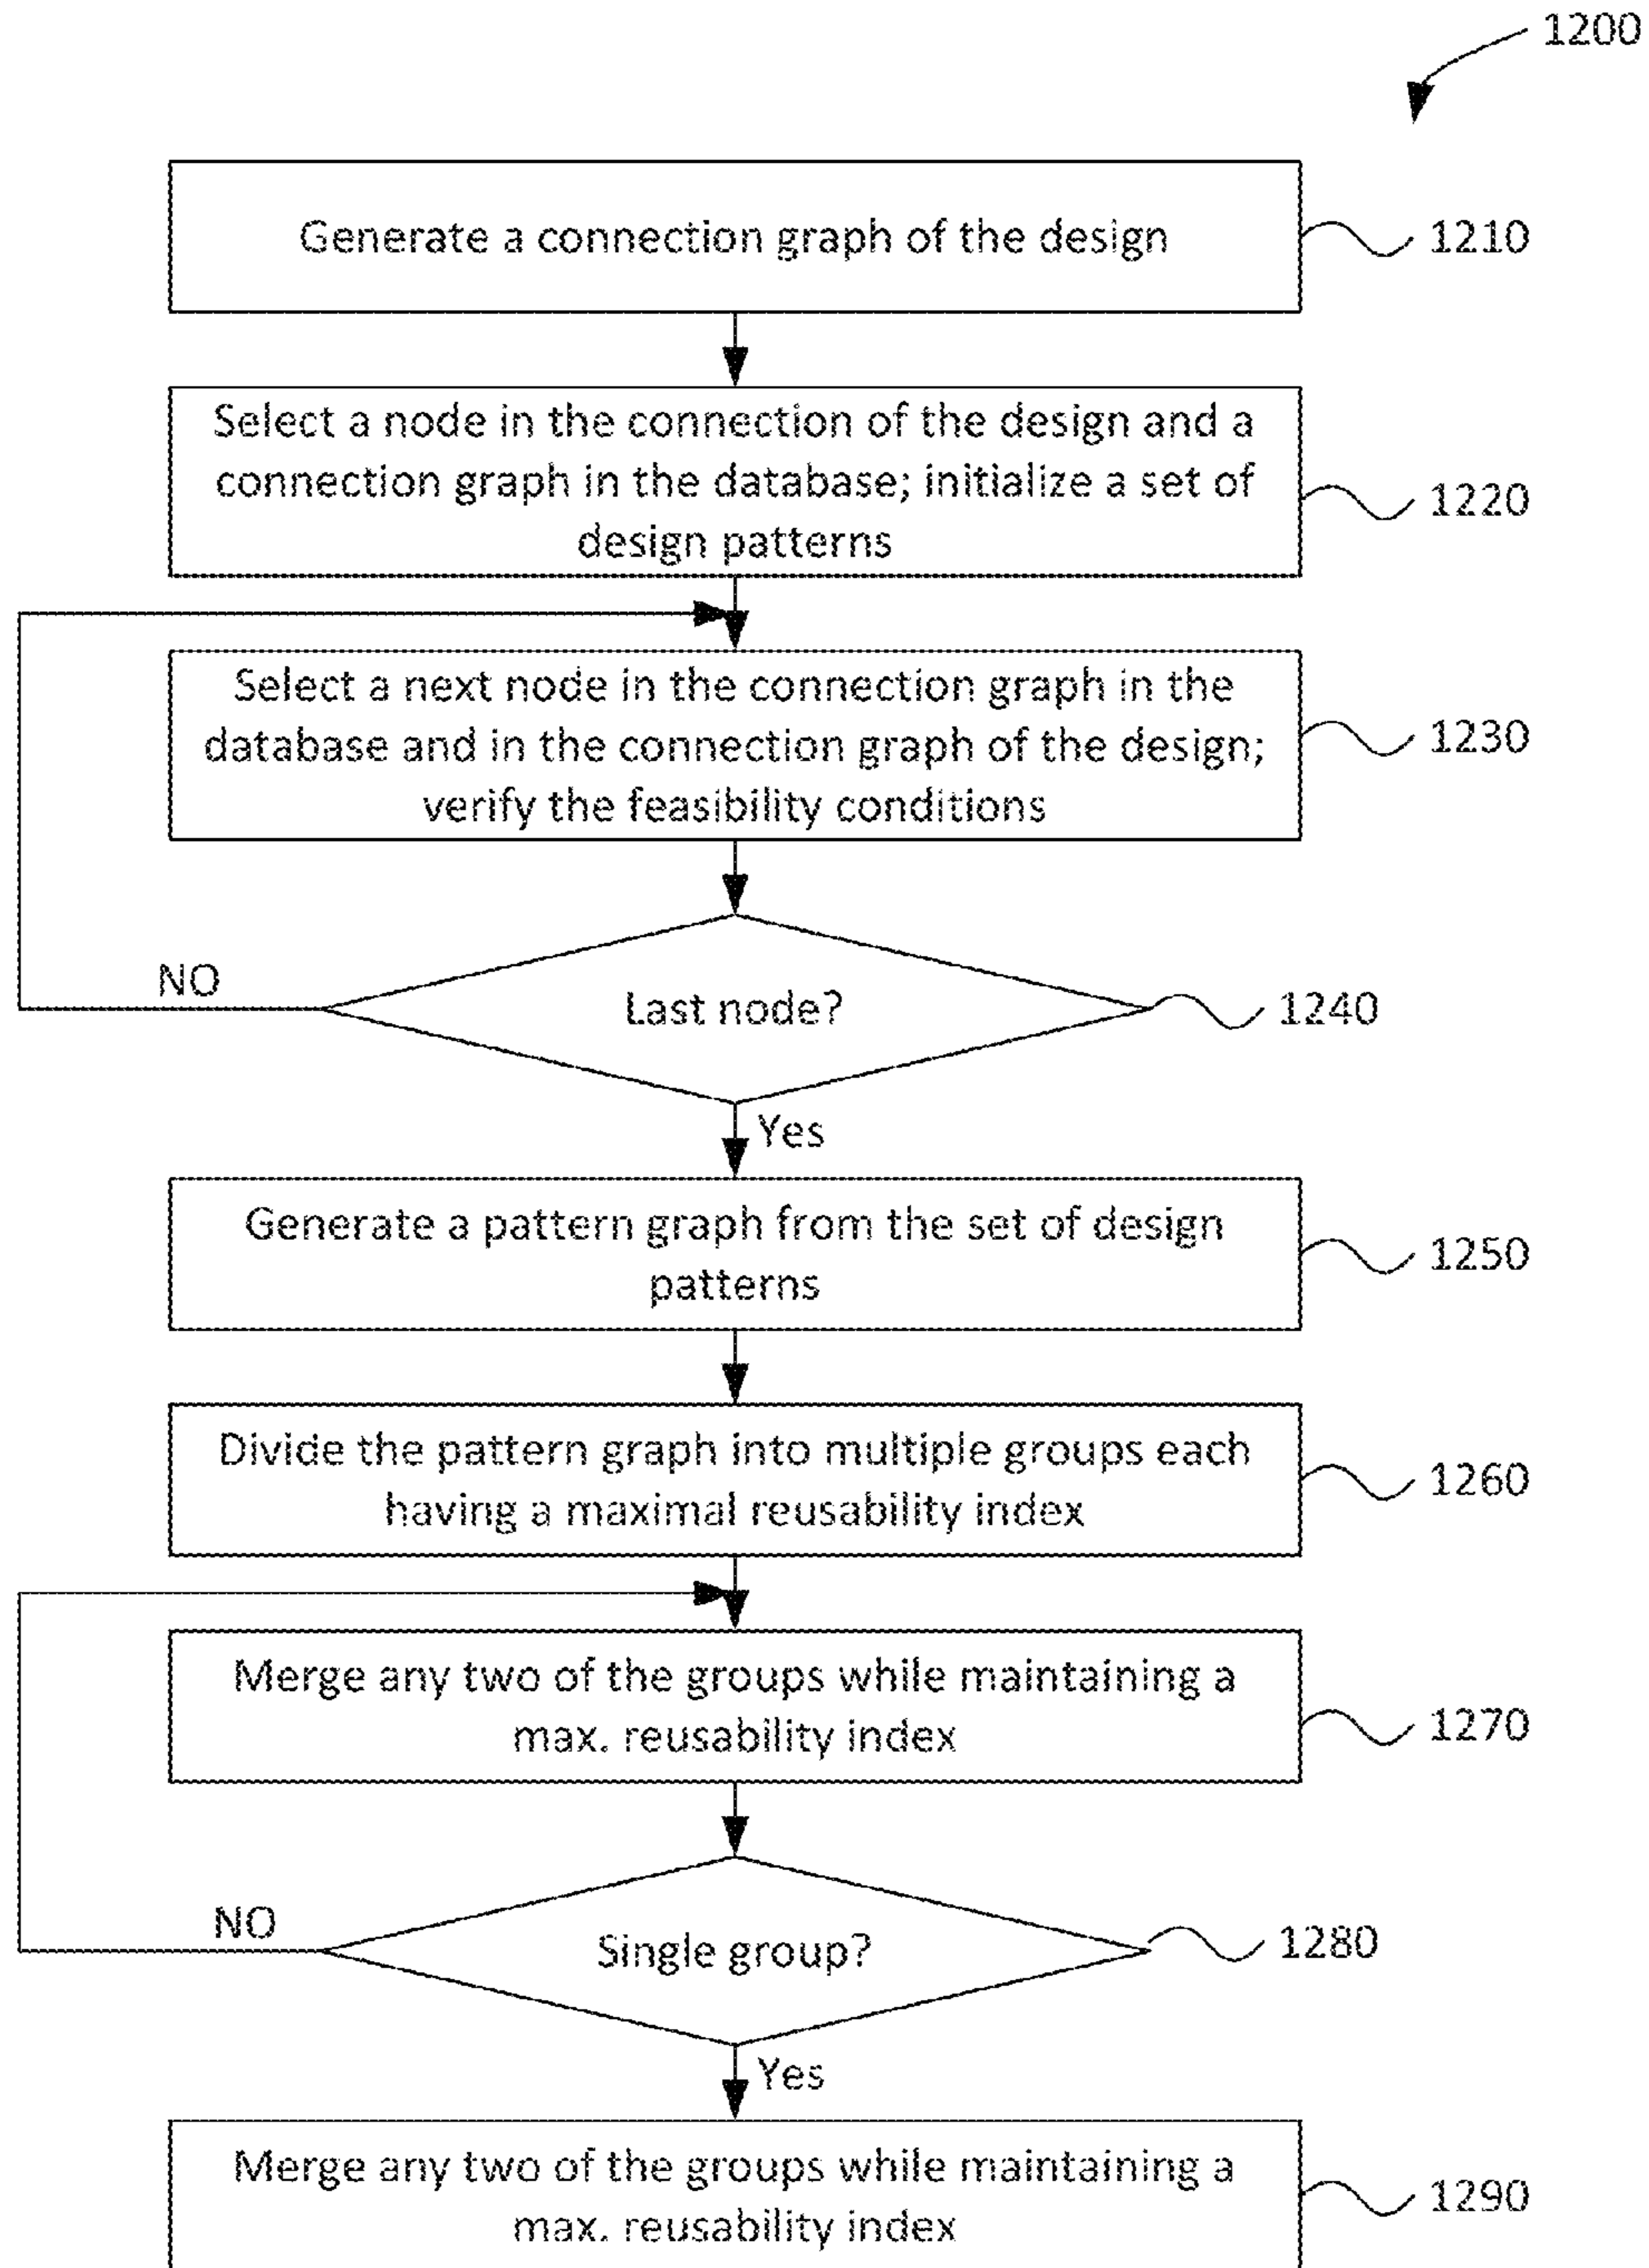 1200
Generate a connection graph of the design
1210
Select a node in the connection of the design and a
connection graph in the database; initialize a set of
design patterns
1220
Select a next node in the connection graph in the
database and in the connection graph of the design;
verify the feasibility conditions
1230
NO
Last node?
1240
Yes
Generate a pattern graph from the set of design
patterns
1250
Divide the pattern graph into multiple groups each
having a maximal reusability index
1260
Merge any two of the groups while maintaining a
max. reusability index
1270
NO
Single group?
1280
Yes
Merge any two of the groups while maintaining a
max. reusability index
1290